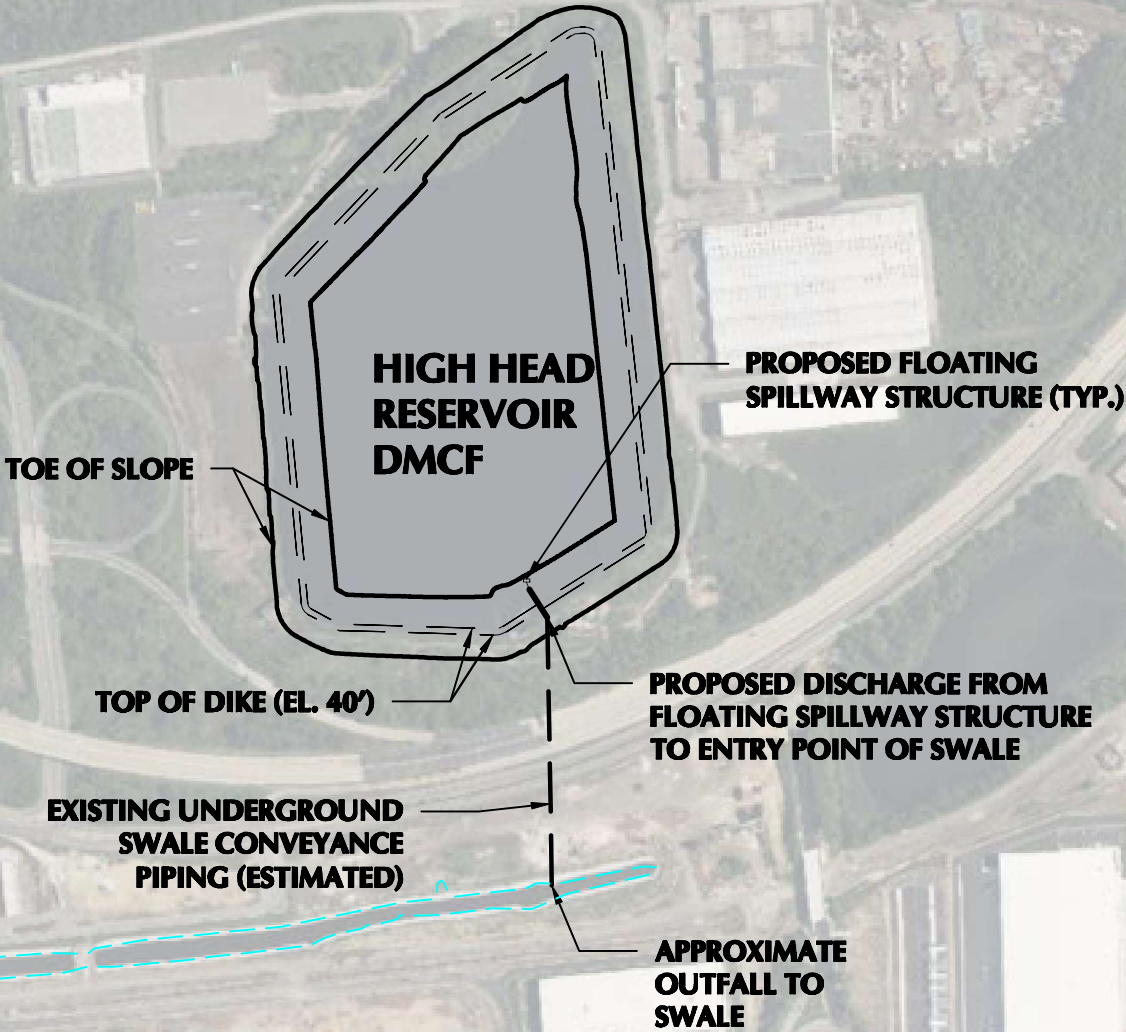 HIGH HEAD
RESERVOIR
DMCF
PROPOSED FLOATING
SPILLWAY STRUCTURE (TYP.)
TOE OF SLOPE
TOP OF DIKE (EL. 40')
PROPOSED DISCHARGE FROM
FLOATING SPILLWAY STRUCTURE
TO ENTRY POINT OF SWALE
EXISTING UNDERGROUND
SWALE CONVEYANCE
PIPING (ESTIMATED)
APPROXIMATE
OUTFALL TO
SWALE